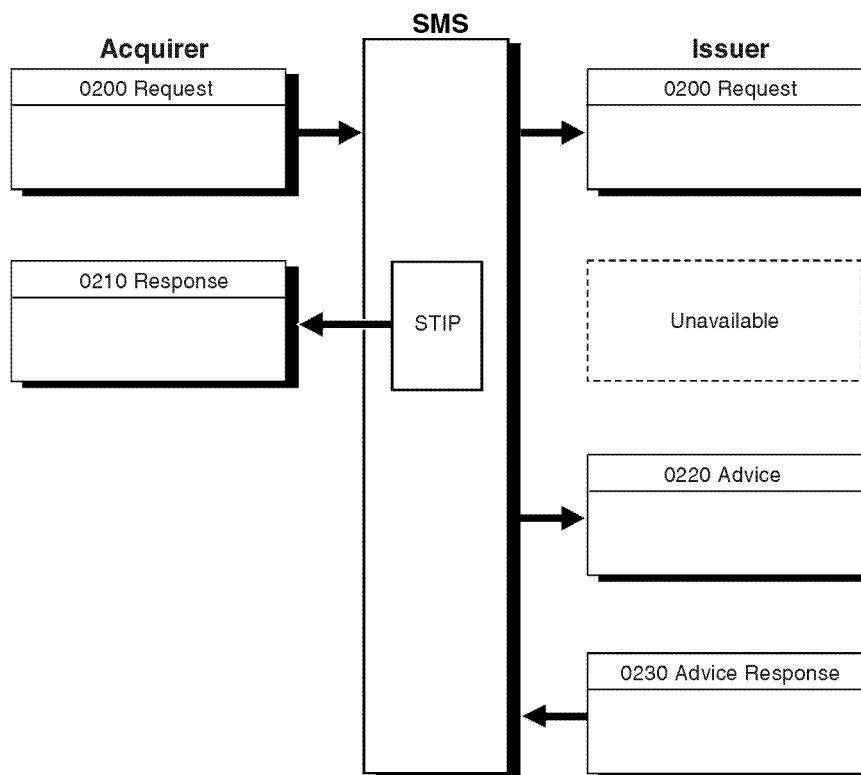 SMS
Acquirer
Issuer
0200 Request
0200 Request
0210 Response
STIP
Unavailable
0220 Advice
0230 Advice Response